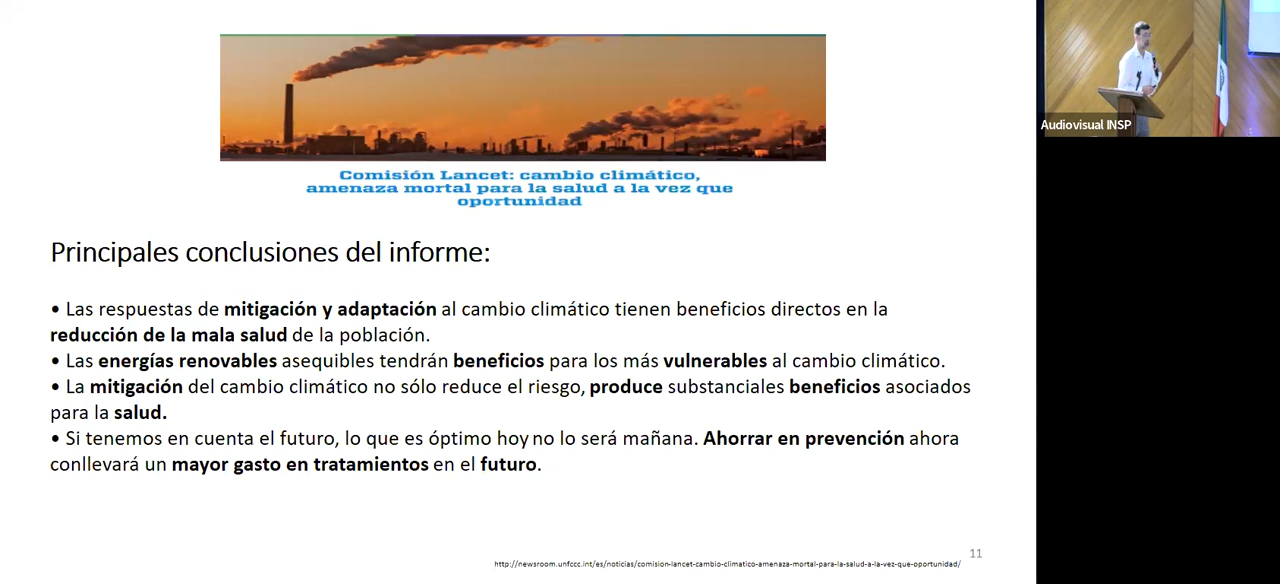 Comisión Lancet: cambio climático,
amenaza mortal para la salud a la vez que
oportunidad
Principales conclusiones del informe:
• Las respuestas de mitigación y adaptación al cambio climático tienen beneficios directos en la
reducción de la mala salud de la población.
• Las energías renovables asequibles tendrán beneficios para los más vulnerables al cambio climático.
• La mitigación del cambio climático no sólo reduce el riesgo, produce substanciales beneficios asociados
para la salud.
• Si tenemos en cuenta el futuro, lo que es óptimo hoy no lo será mañana. Ahorrar en prevención ahora
conllevará un mayor gasto en tratamientos en el futuro.
11
http://newsroom.unfccc.int/es/noticias/comision-lancet-cambio-climatico-amenaza-mortal-para-la-salud-a-la-vez-que-oportunidad/
Audiovisual INSP